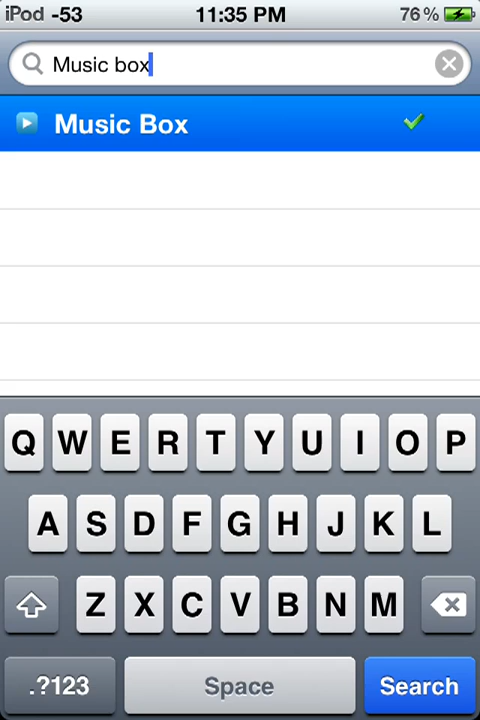 iPod -53 11:35 PM 76%
Music box
Music Box
Q W E R T Y U I O P
A S D F G H J K L
Z X C V B N M
.?123 Space Search